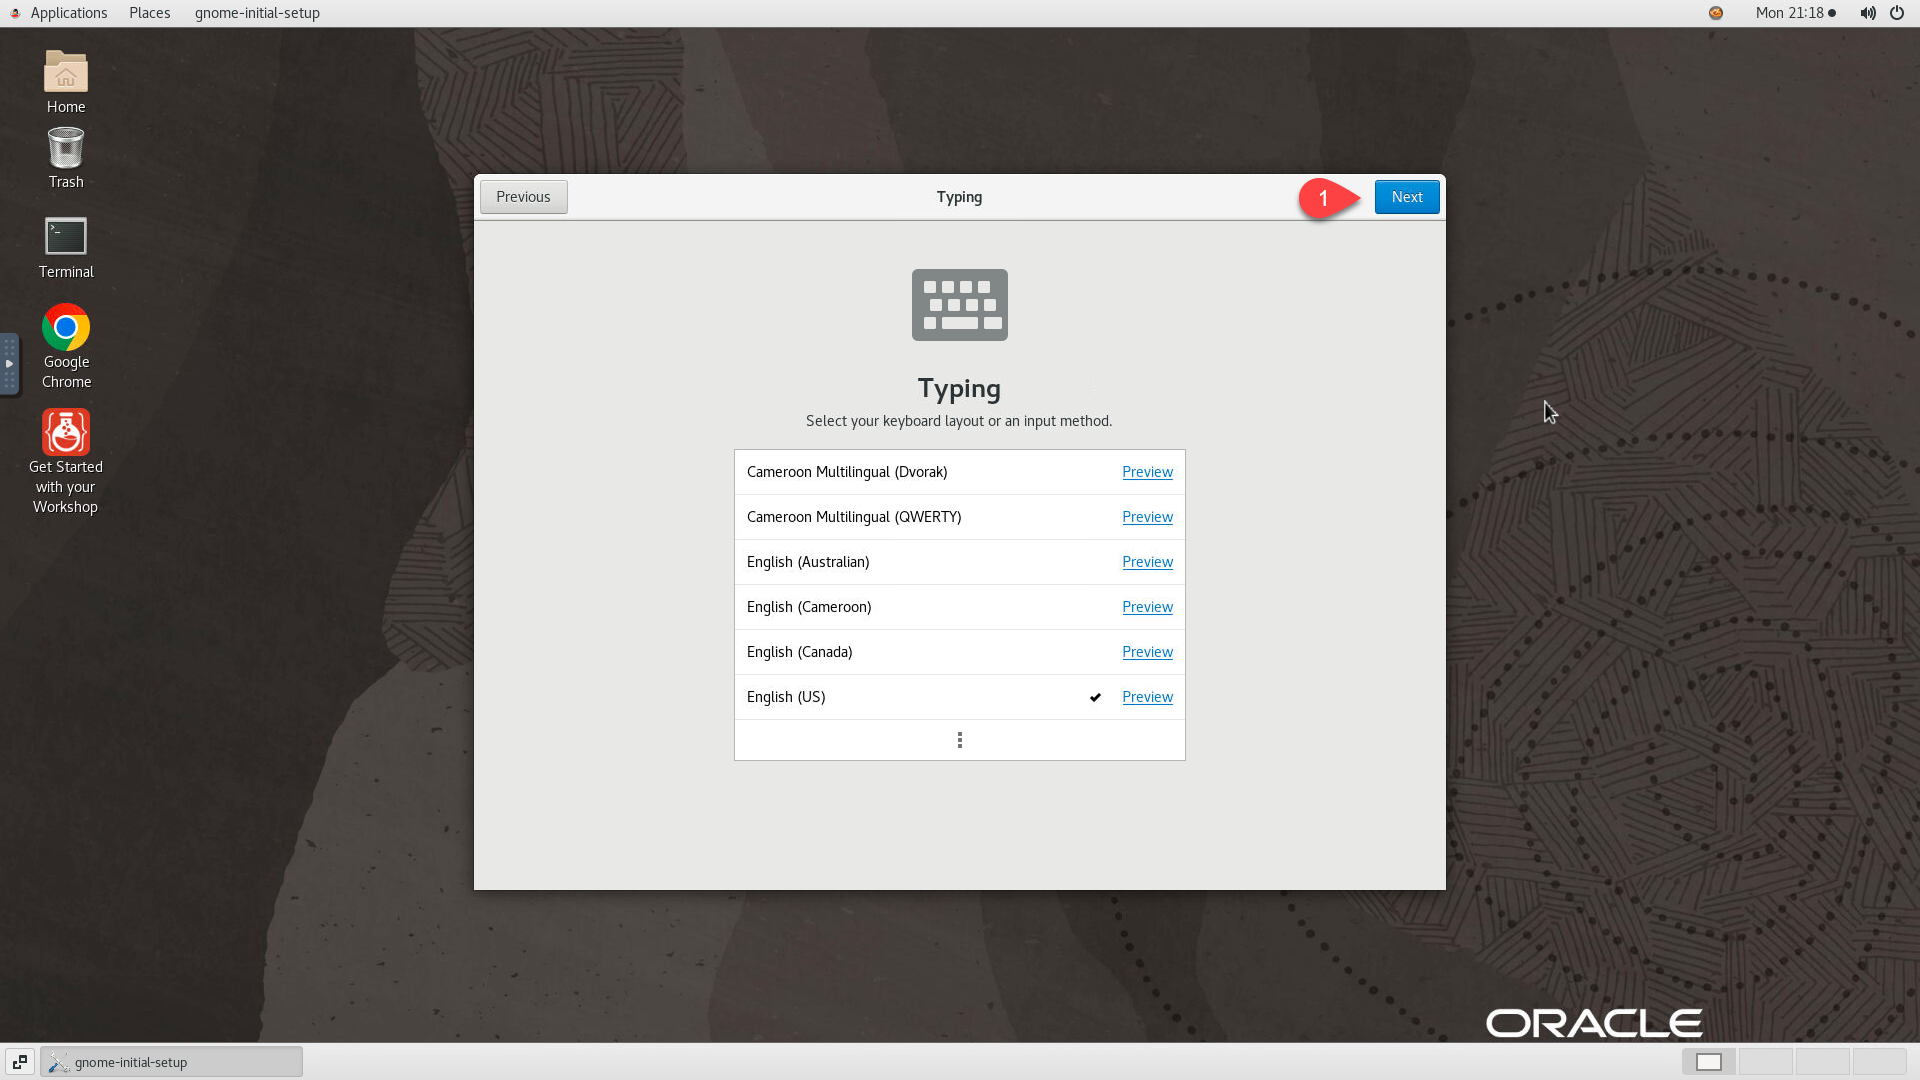 Applications Places gnome-initial-setup Mon 21:18
Home
Trash
Terminal
Google
Chrome
Get Started
with your
Workshop
Previous Typing 1 Next
Typing
Select your keyboard layout or an input method.
Cameroon Multilingual (Dvorak) Preview
Cameroon Multilingual (QWERTY) Preview
English (Australian) Preview
English (Cameroon) Preview
English (Canada) Preview
English (US) Preview
ORACLE
gnome-initial-setup